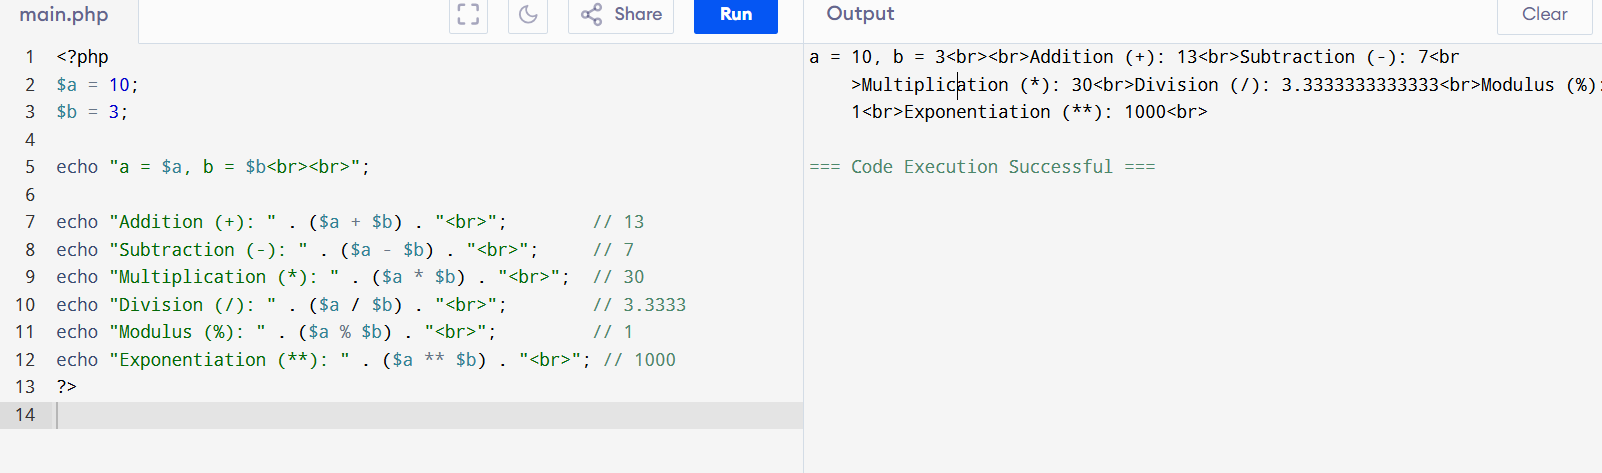 main.php Share Run Output Clear
1 <?php
2 $a = 10;
3 $b = 3;
4
5 echo "a = $a, b = $b<br><br>";
6
7 echo "Addition (+): " . ($a + $b) . "<br>"; // 13
8 echo "Subtraction (-): " . ($a - $b) . "<br>"; // 7
9 echo "Multiplication (*): " . ($a * $b) . "<br>"; // 30
10 echo "Division (/): " . ($a / $b) . "<br>"; // 3.3333
11 echo "Modulus (%): " . ($a % $b) . "<br>"; // 1
12 echo "Exponentiation (**): " . ($a ** $b) . "<br>"; // 1000
13 ?>
14
a = 10, b = 3<br><br>Addition (+): 13<br>Subtraction (-): 7<br
>Multiplication (*): 30<br>Division (/): 3.3333333333333<br>Modulus (%):
1<br>Exponentiation (**): 1000<br>
=== Code Execution Successful ===